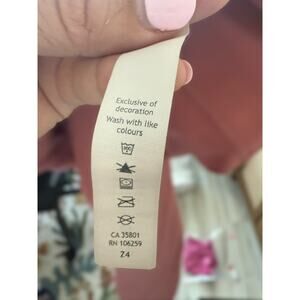 Exclusive of
decoration
Wash with like
colours
CA 35801
RN 106259
Z4